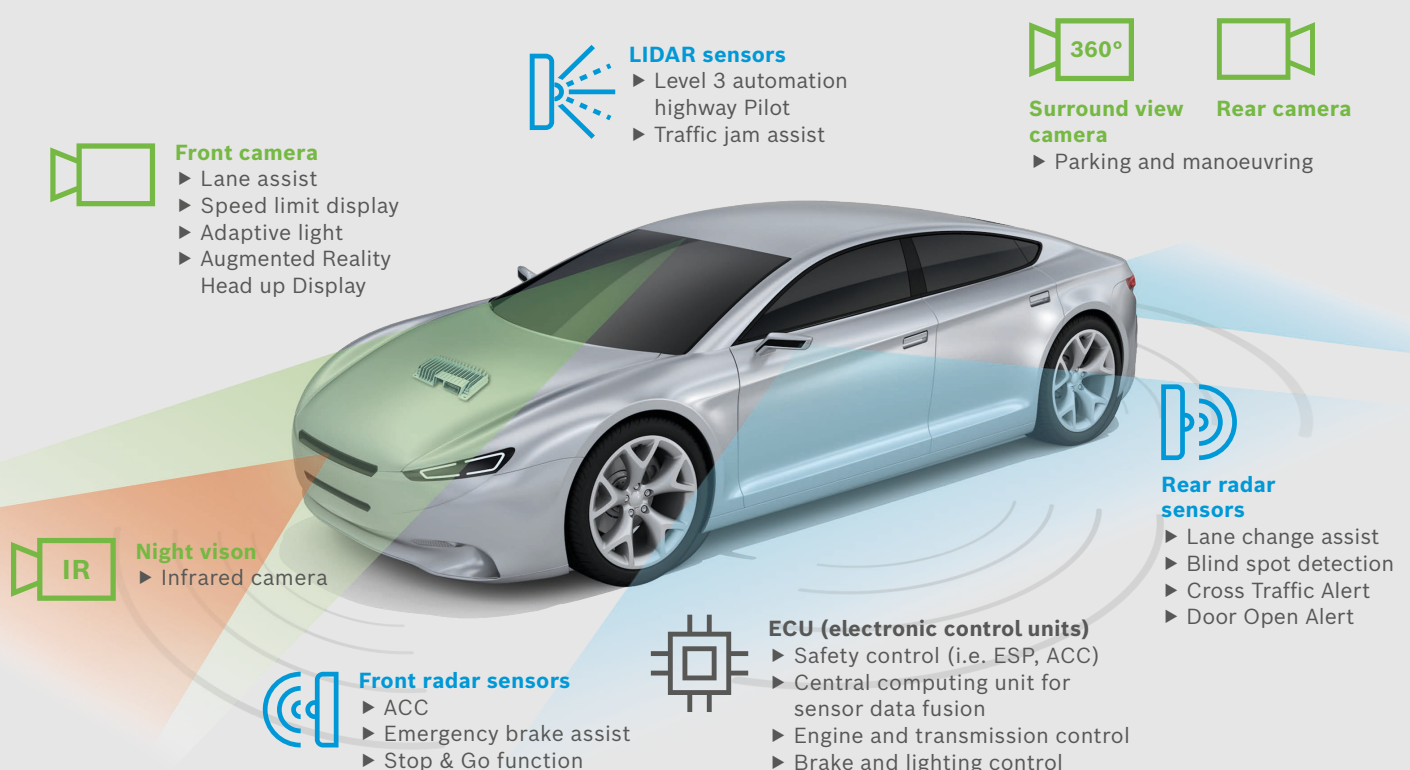 LIDAR sensors
▶ Level 3 automation
highway Pilot
▶ Traffic jam assist
360°
Surround view
camera
Rear camera
▶ Parking and manoeuvring
Front camera
▶ Lane assist
▶ Speed limit display
▶ Adaptive light
▶ Augmented Reality
Head up Display
Rear radar
sensors
▶ Lane change assist
▶ Blind spot detection
▶ Cross Traffic Alert
▶ Door Open Alert
IR
Night vison
▶ Infrared camera
Front radar sensors
▶ ACC
▶ Emergency brake assist
▶ Stop & Go function
ECU (electronic control units)
▶ Safety control (i.e. ESP, ACC)
▶ Central computing unit for
sensor data fusion
▶ Engine and transmission control
▶ Brake and lighting control